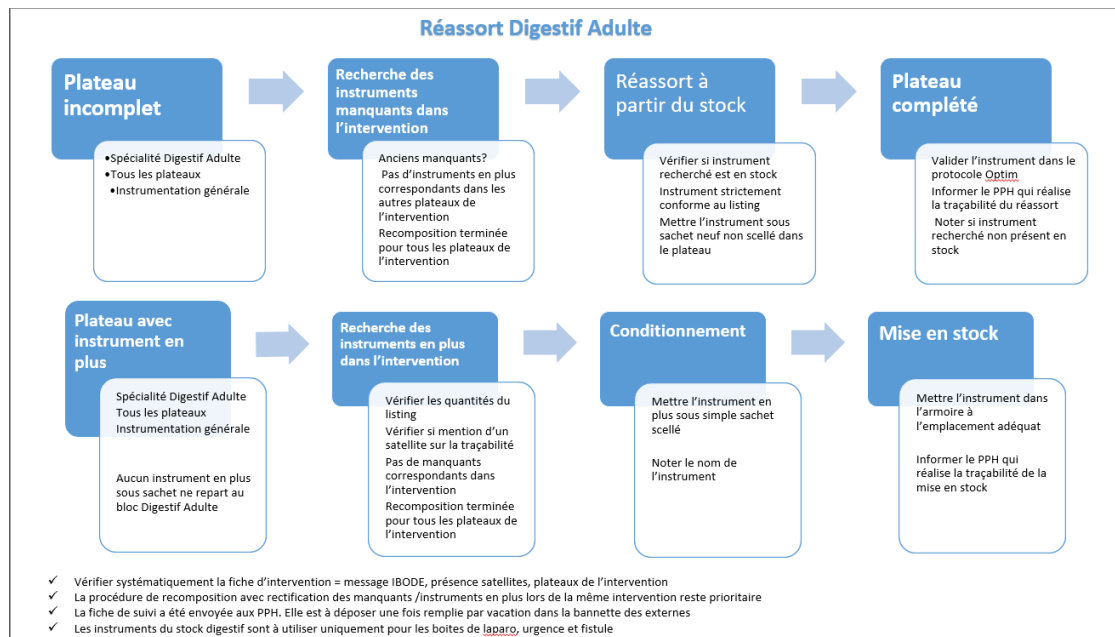 Réassort Digestif Adulte
Plateau
incomplet
•Spécialité Digestif Adulte
•Tous les plateaux
•Instrumentation générale
Recherche des
instruments
manquants dans
l’intervention
Anciens manquants?
Pas d’instruments en plus
correspondants dans les
autres plateaux de
l’intervention
Recomposition terminée
pour tous les plateaux de
l’intervention
Réassort à
partir du stock
Vérifier si instrument
recherché est en stock
Instrument strictement
conforme au listing
Mettre l’instrument sous
sachet neuf non scellé dans
le plateau
Plateau
complété
Valider l’instrument dans le
protocole Optim
Informer le PPH qui réalise
la traçabilité du réassort
Noter si instrument
recherché non présent en
stock
Plateau avec
instrument en
plus
Spécialité Digestif Adulte
Tous les plateaux
Instrumentation générale
Aucun instrument en plus
sous sachet ne repart au
bloc Digestif Adulte
Recherche des
instruments en plus
dans l’intervention
Vérifier les quantités du
listing
Vérifier si mention d’un
satellite sur la traçabilité
Pas de manquants
correspondants dans
l’intervention
Recomposition terminée
pour tous les plateaux de
l’intervention
Conditionnement
Mettre l’instrument en
plus sous simple sachet
scellé
Noter le nom de
l’instrument
Mise en stock
Mettre l’instrument dans
l’armoire à
l’emplacement adéquat
Informer le PPH qui
réalise la traçabilité de la
mise en stock
✓ Vérifier systématiquement la fiche d’intervention = message IBODE, présence satellites, plateaux de l’intervention
✓ La procédure de recomposition avec rectification des manquants /instruments en plus lors de la même intervention reste prioritaire
✓ La fiche de suivi a été envoyée aux PPH. Elle est à déposer une fois remplie par vacation dans la bannette des externes
✓ Les instruments du stock digestif sont à utiliser uniquement pour les boites de laparo, urgence et fistule